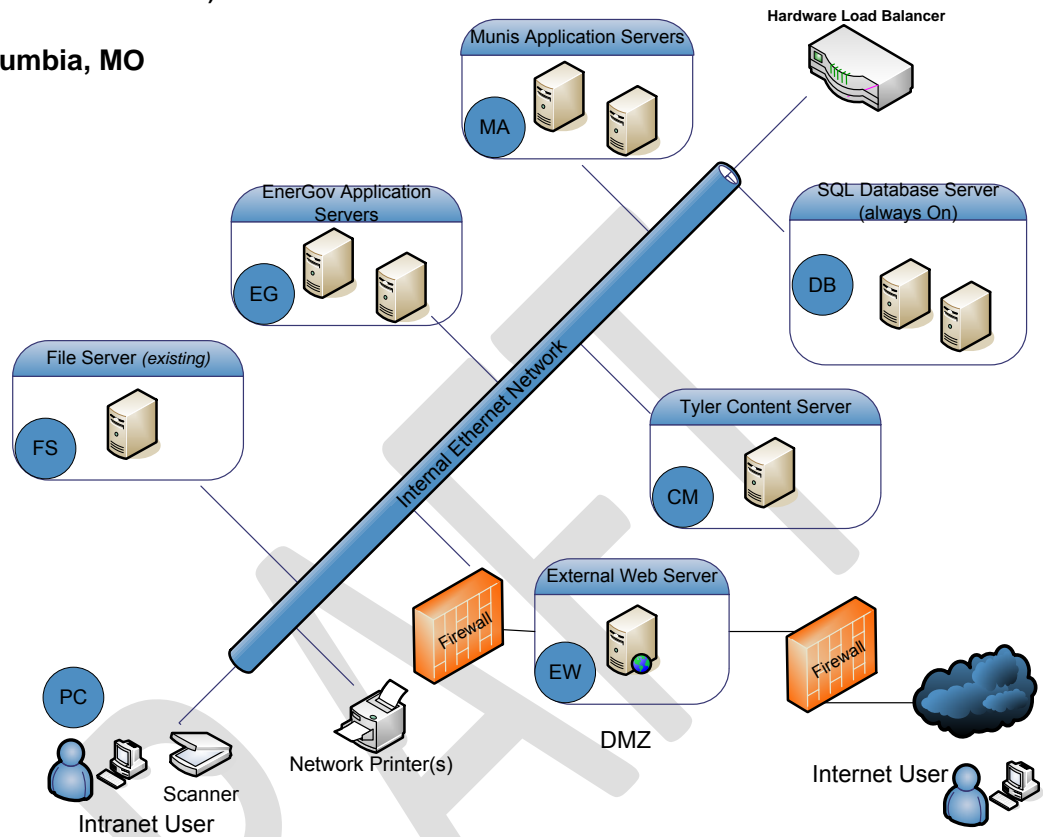 Hardware Load Balancer
Munis Application Servers
umbia, MO
MA
EnerGov Application
Servers
EG
SQL Database Server
(always On)
DB
File Server (existing)
FS
Internal Ethernet Network
Tyler Content Server
CM
External Web Server
Firewall
EW
Firewall
DMZ
PC
Scanner
Intranet User
Network Printer(s)
Internet User
DRAFT